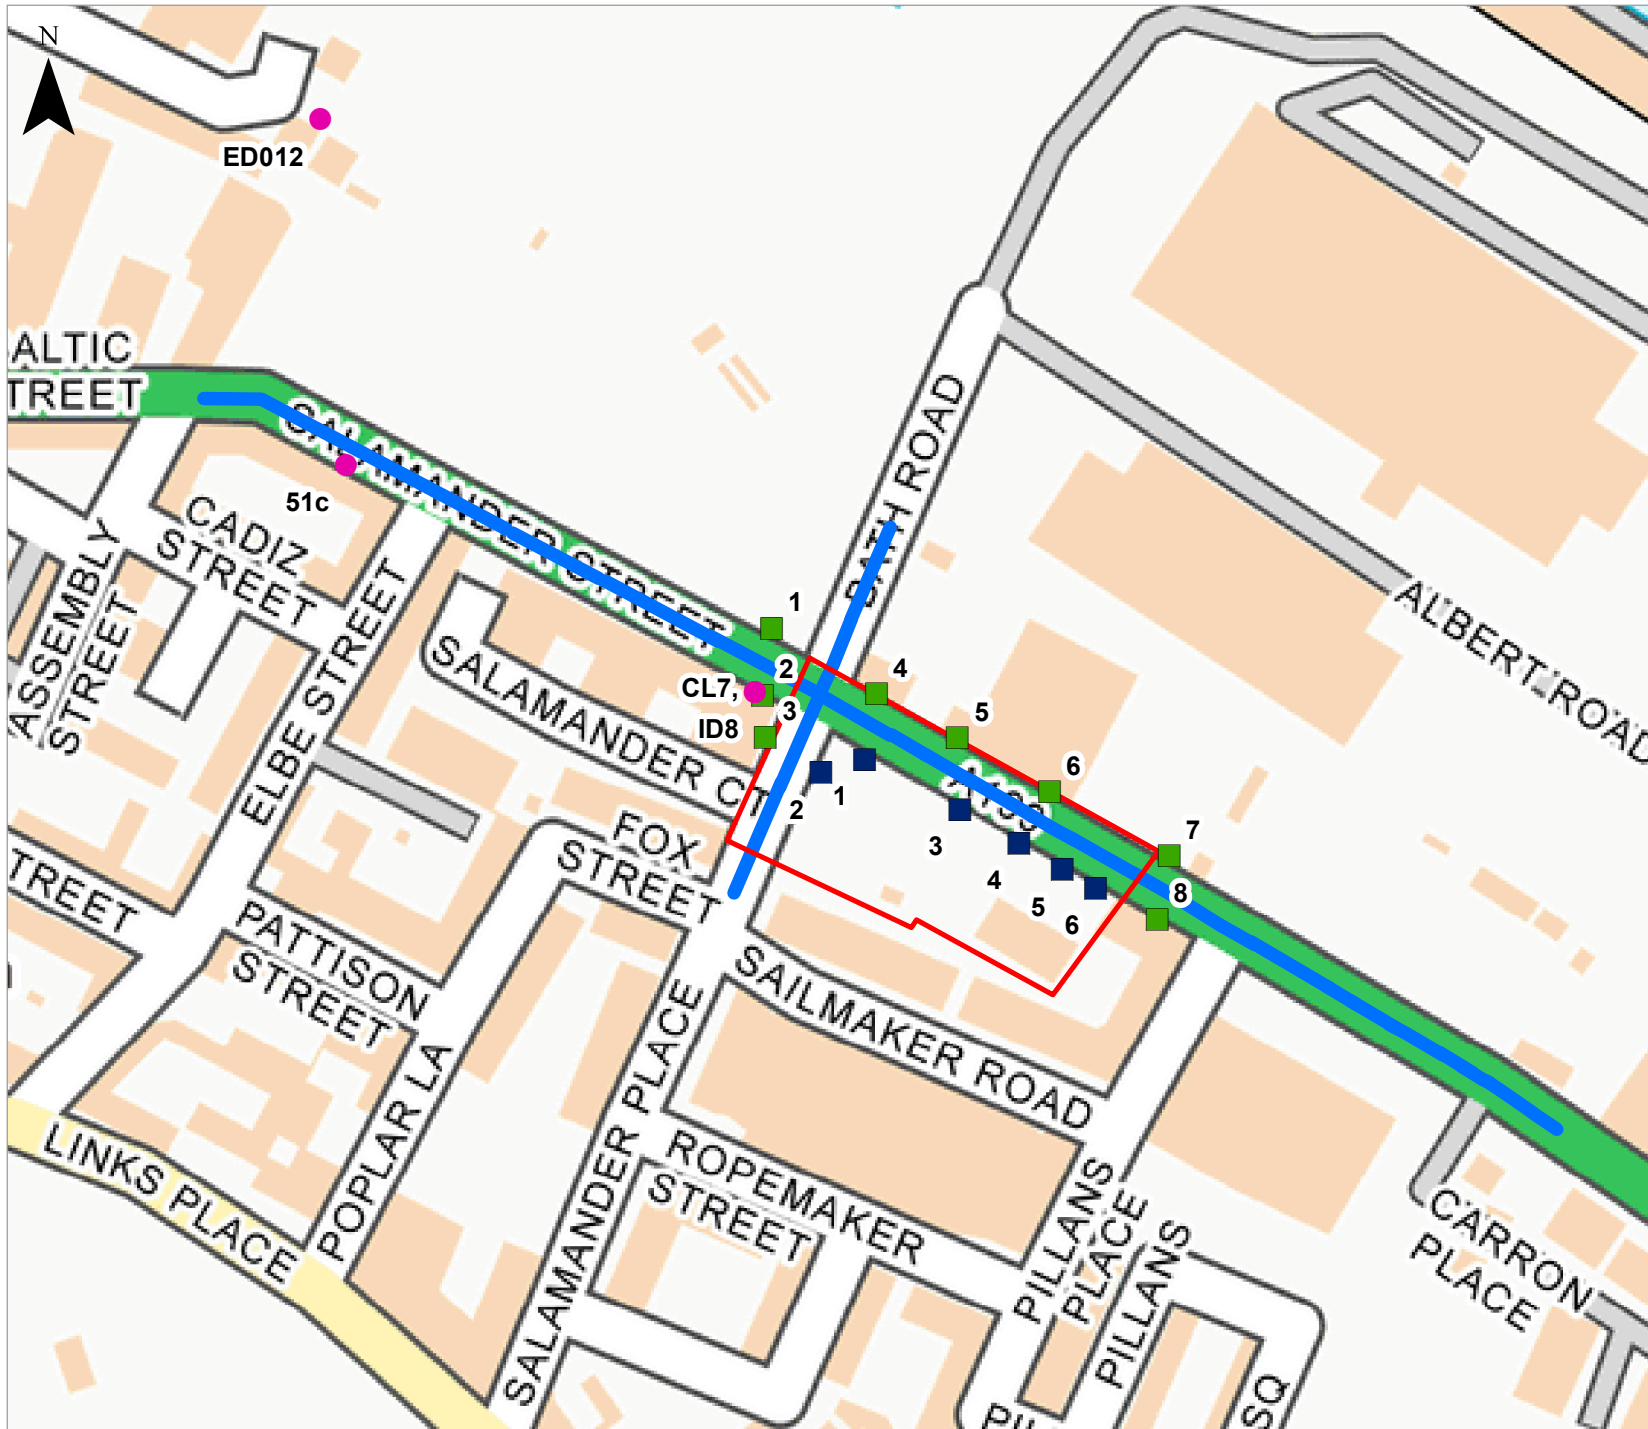 N
ED012
ALTIC
TREET
SALAMANDER STREET
51c
CADIZ
STREET
ASSEMBLY
STREET
ELBE STREET
BATH ROAD
ALBERT ROAD
1
2
CL7,
3
ID8
4
5
6
7
8
SALAMANDER CT
2
1
3
4
5
6
FOX
STREET
TREET
PATTISON
STREET
SAILMAKER ROAD
POPLAR LA
LINKS PLACE
SALAMANDER PLACE
ROPEMAKER
STREET
PILLANS
PLACE
PILLANS
SQ
CARRON
PLACE